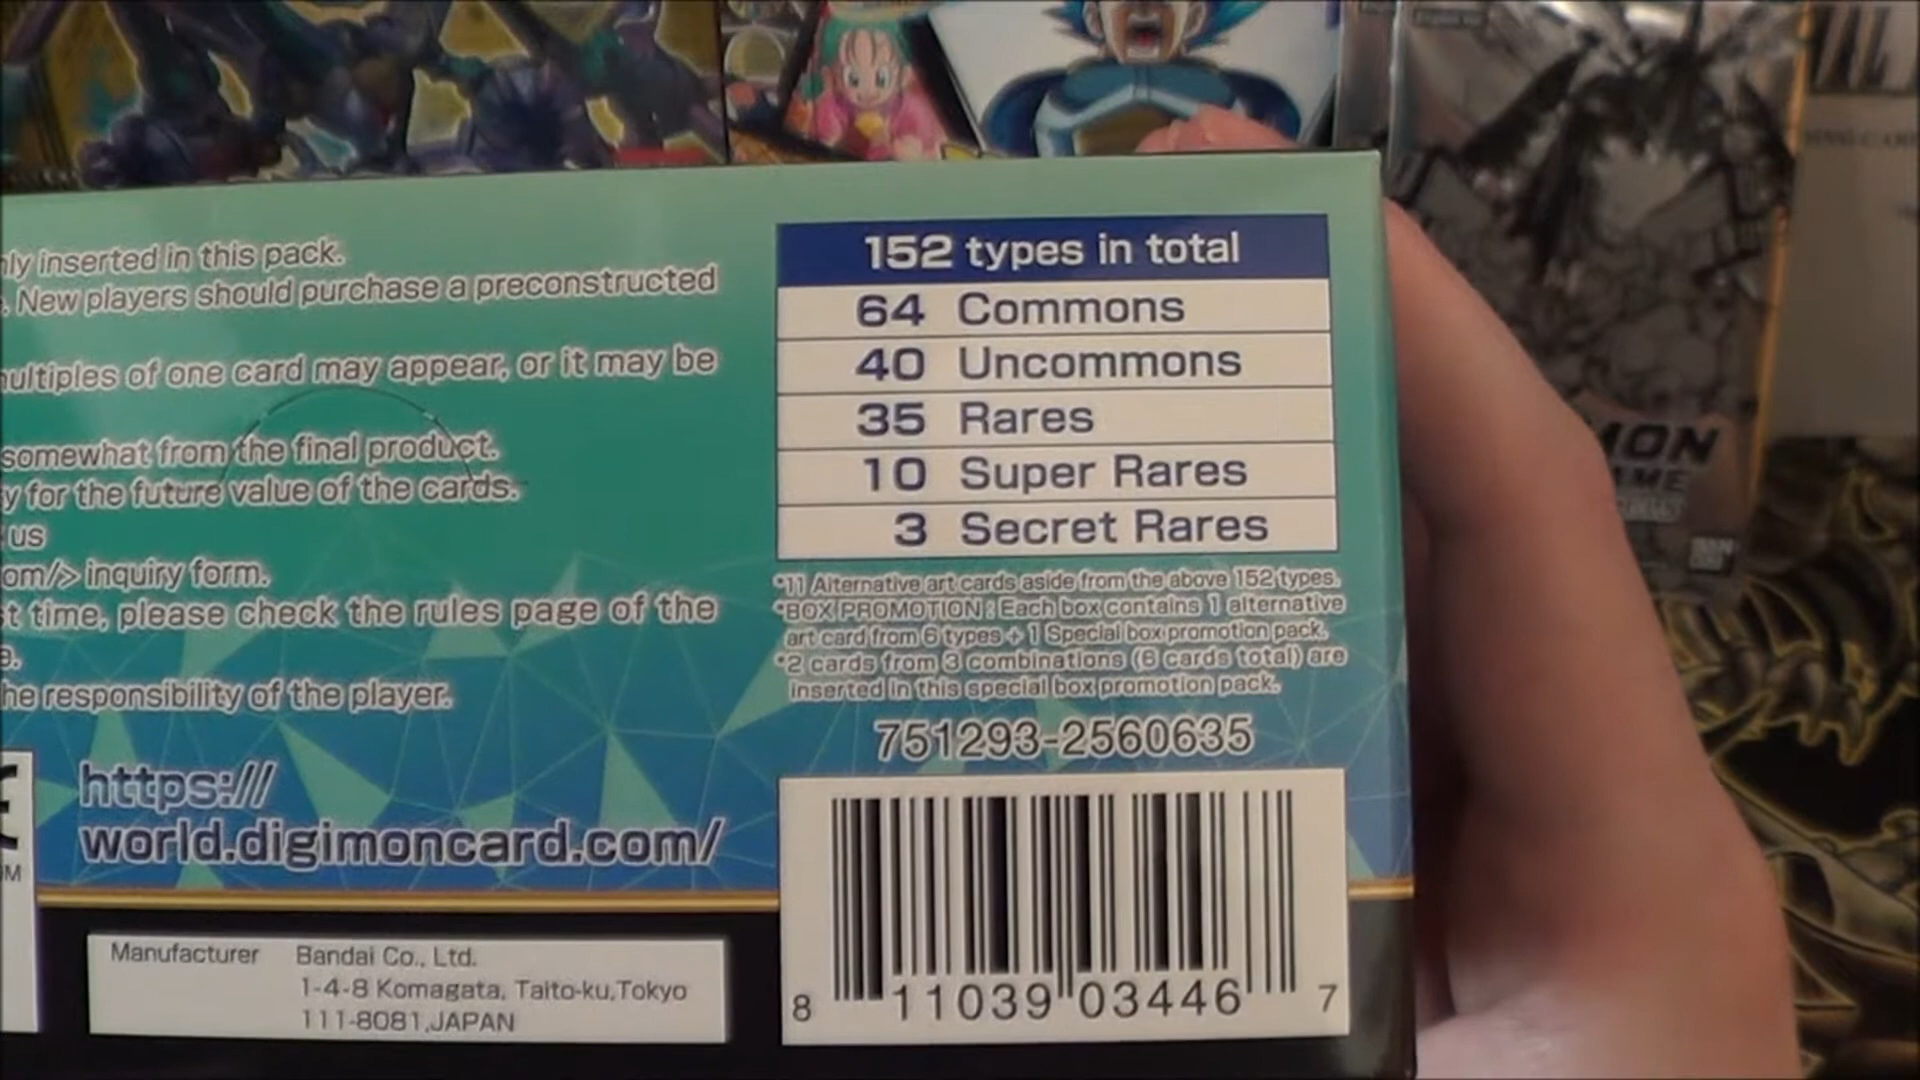 nly inserted in this pack.
. New players should purchase a preconstructed
multiples of one card may appear, or it may be
somewhat from the final product.
y for the future value of the cards.
us
om/> inquiry form.
t time, please check the rules page of the
e.
he responsibility of the player.
https://
world.digimoncard.com/
Manufacturer Bandai Co., Ltd.
1-4-8 Komagata, Taito-ku,Tokyo
111-8081,JAPAN
152 types in total
64 Commons
40 Uncommons
35 Rares
10 Super Rares
3 Secret Rares
*11 Alternative art cards aside from the above 152 types.
*BOX PROMOTION : Each box contains 1 alternative
art card from 6 types + 1 Special box promotion pack.
*2 cards from 3 combinations (6 cards total) are
inserted in this special box promotion pack.
751293-2560635
8 11039 03446 7
MON
AME